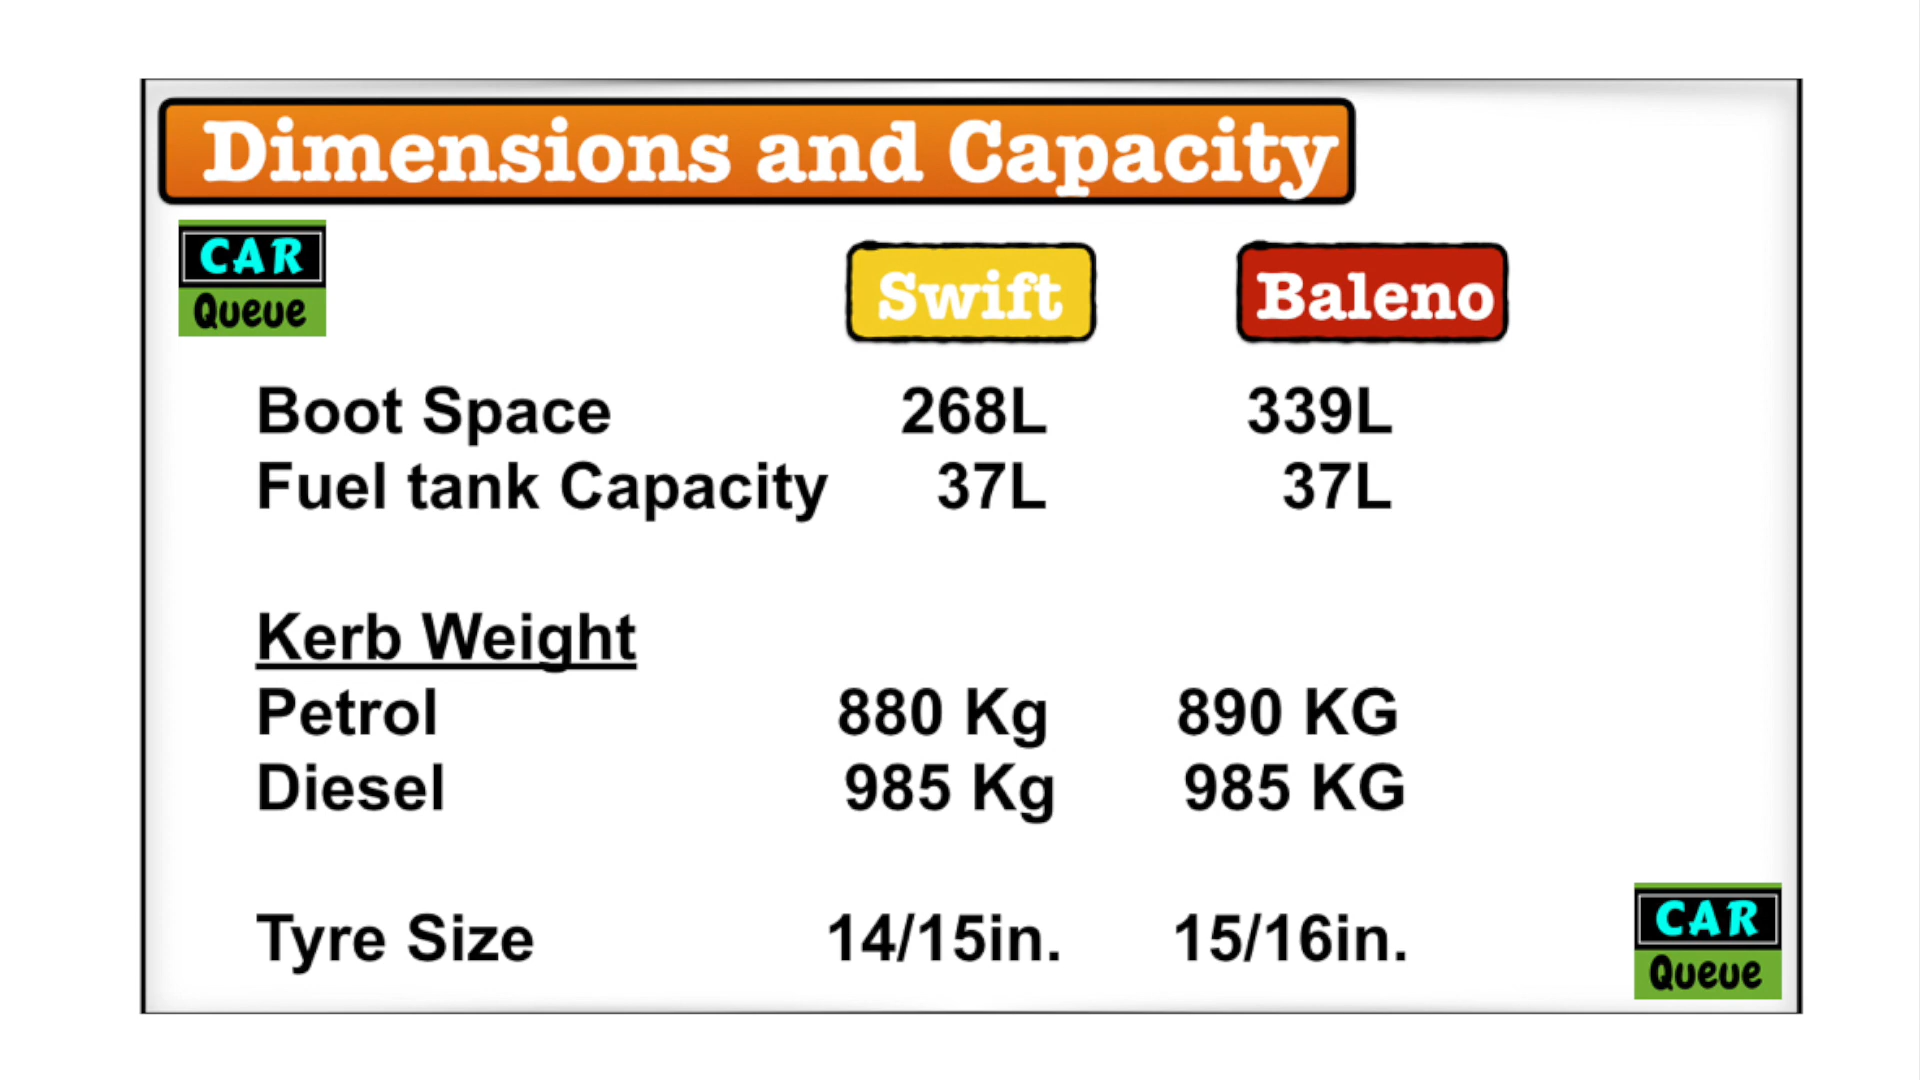 Dimensions and Capacity
CAR
Queue
Swift Baleno
Boot Space 268L 339L
Fuel tank Capacity 37L 37L
Kerb Weight
Petrol 880 Kg 890 KG
Diesel 985 Kg 985 KG
Tyre Size 14/15in. 15/16in.
CAR
Queue